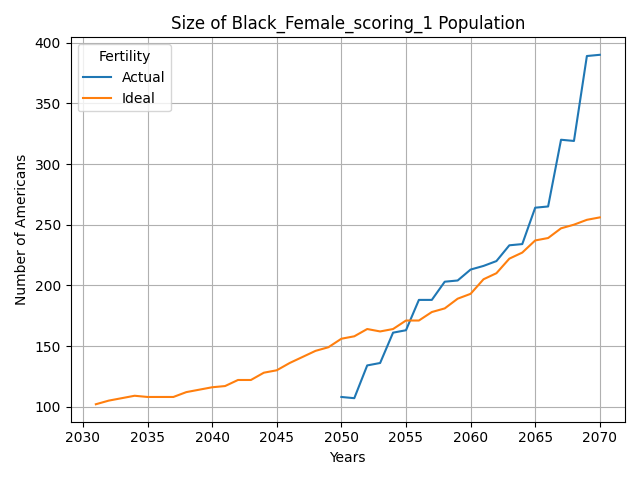 Size of Black_Female_scoring_1 Population
Fertility
Actual
Ideal
Number of Americans
400
350
300
250
200
150
100
2030 2035 2040 2045 2050 2055 2060 2065 2070
Years